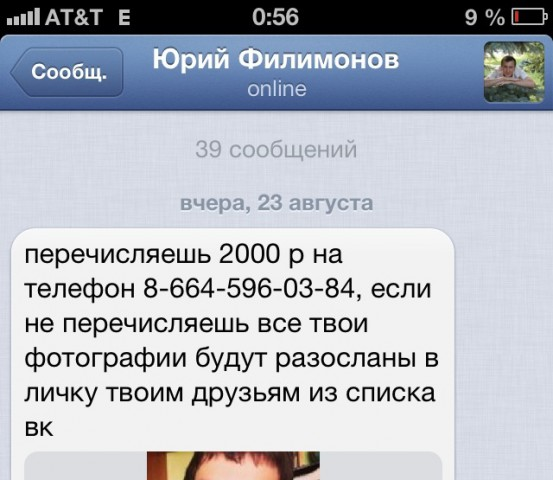 AT&T E 0:56 9 %
Сообщ. Юрий Филимонов
online
39 сообщений
вчера, 23 августа
перечисляешь 2000 р на
телефон 8-664-596-03-84, если
не перечисляешь все твои
фотографии будут разосланы в
личку твоим друзьям из списка
вк